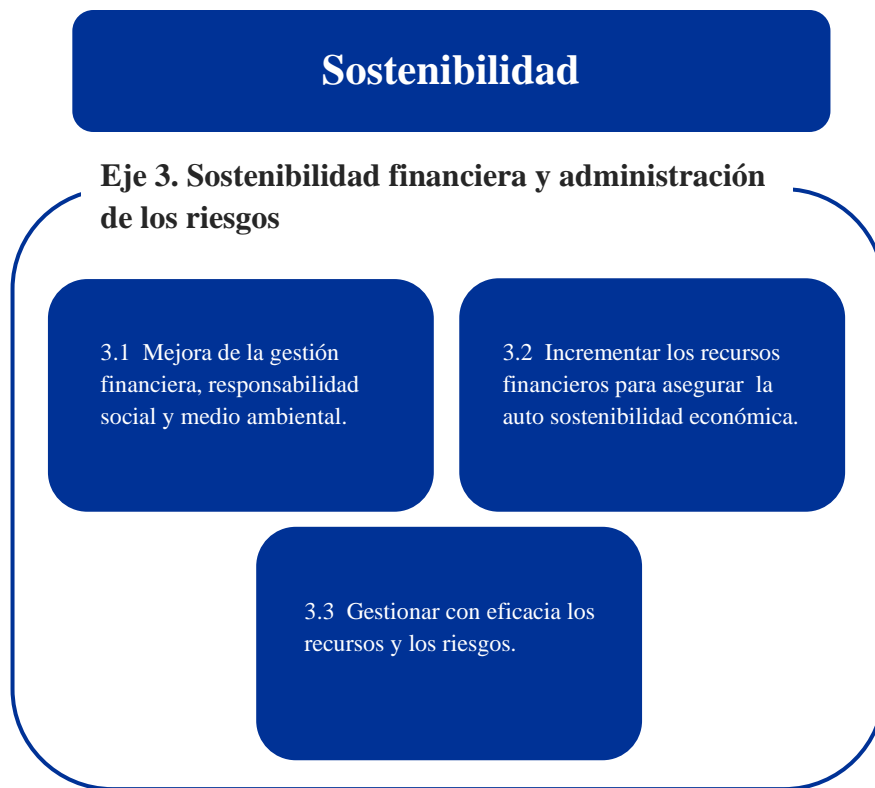 Sostenibilidad
Eje 3. Sostenibilidad financiera y administración
de los riesgos
3.1  Mejora de la gestión
financiera, responsabilidad
social y medio ambiental.
3.2  Incrementar los recursos
financieros para asegurar  la
auto sostenibilidad económica.
3.3  Gestionar con eficacia los
recursos y los riesgos.